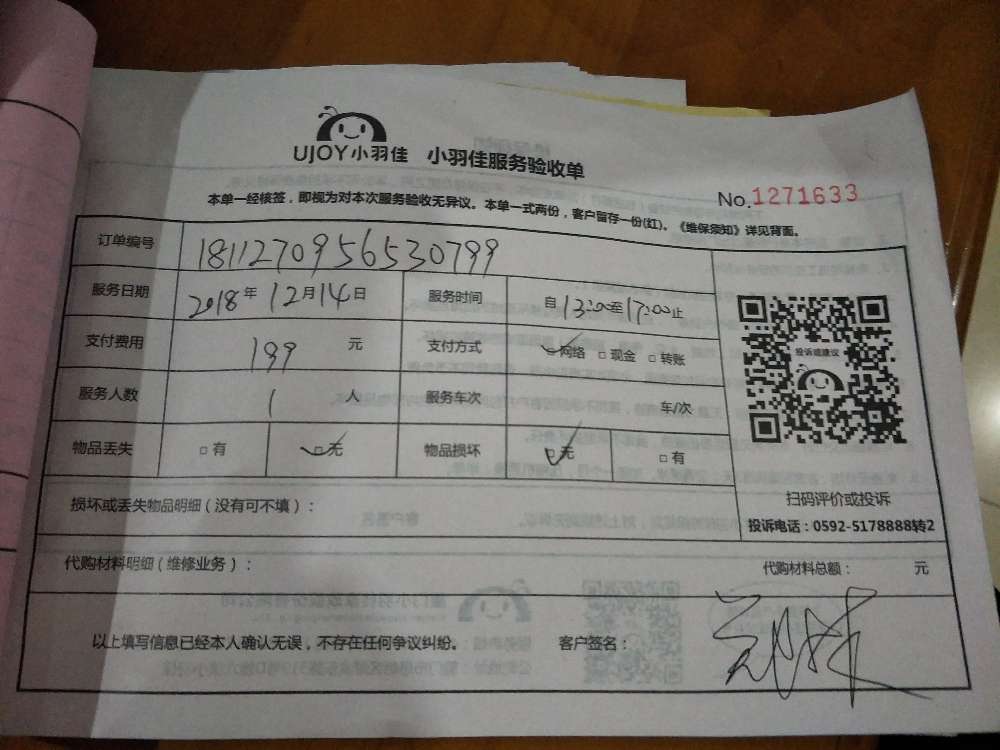 UJOY小羽佳 小羽佳服务验收单
No.1271633
本单一经核签，即视为对本次服务验收无异议。本单一式两份，客户留存一份(红)。《维保须知》详见背面。
订单编号 1811270956530799
服务日期 2018年12月14日 服务时间 自13:00至17:00止
支付费用 199 元 支付方式 网络 现金 转账
服务人数 1 人 服务车次 车/次
物品丢失 有 无 物品损坏 无 有
投诉或建议
扫码评价或投诉
投诉电话：0592-5178888转2
损坏或丢失物品明细（没有可不填）：
代购材料明细（维修业务）： 代购材料总额： 元
以上填写信息已经本人确认无误，不存在任何争议纠纷。 客户签名：